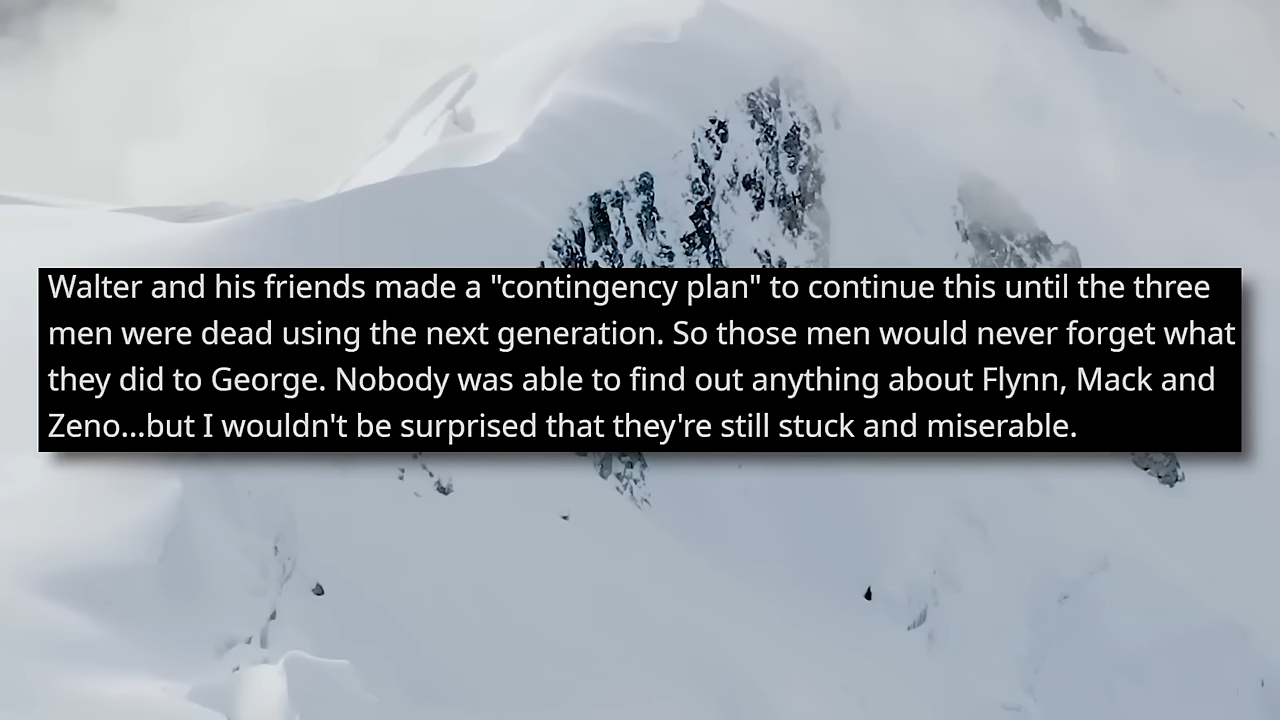 Walter and his friends made a "contingency plan" to continue this until the three
men were dead using the next generation. So those men would never forget what
they did to George. Nobody was able to find out anything about Flynn, Mack and
Zeno...but I wouldn't be surprised that they're still stuck and miserable.